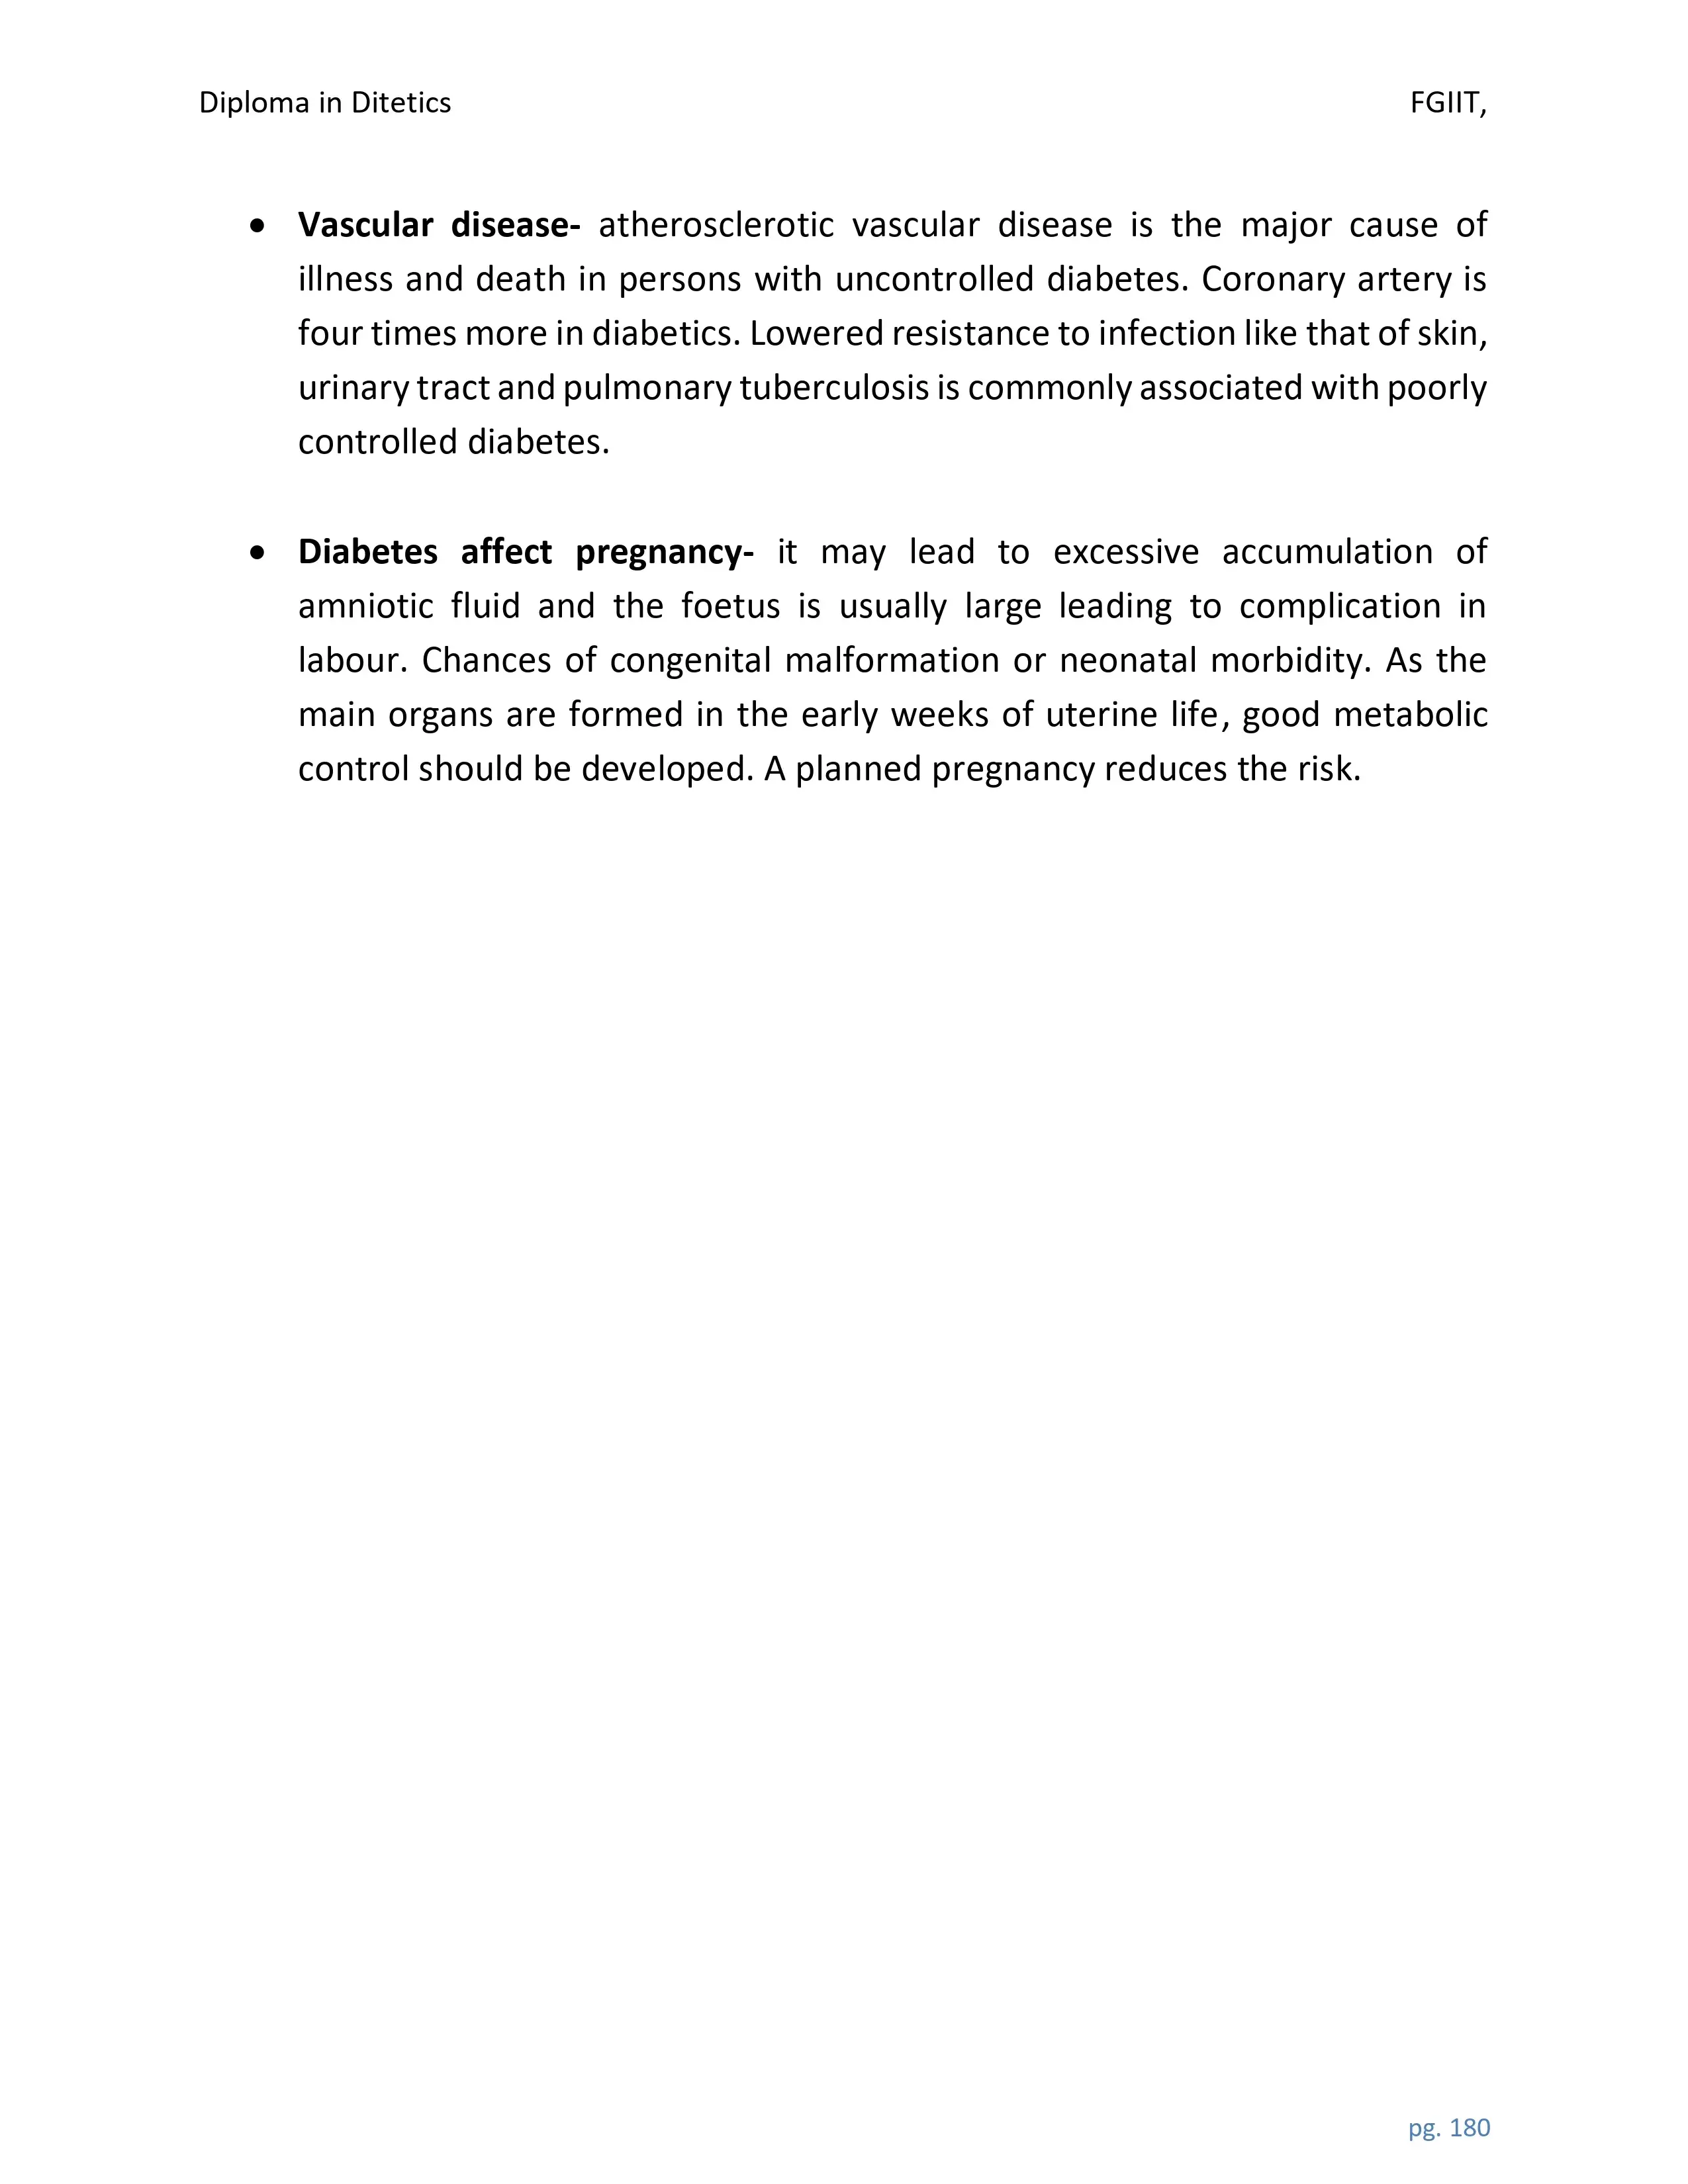 Diploma in Ditetics FGIIT,
• Vascular disease- atherosclerotic vascular disease is the major cause of
illness and death in persons with uncontrolled diabetes. Coronary artery is
four times more in diabetics. Lowered resistance to infection like that of skin,
urinary tract and pulmonary tuberculosis is commonly associated with poorly
controlled diabetes.
• Diabetes affect pregnancy- it may lead to excessive accumulation of
amniotic fluid and the foetus is usually large leading to complication in
labour. Chances of congenital malformation or neonatal morbidity. As the
main organs are formed in the early weeks of uterine life, good metabolic
control should be developed. A planned pregnancy reduces the risk.
pg. 180